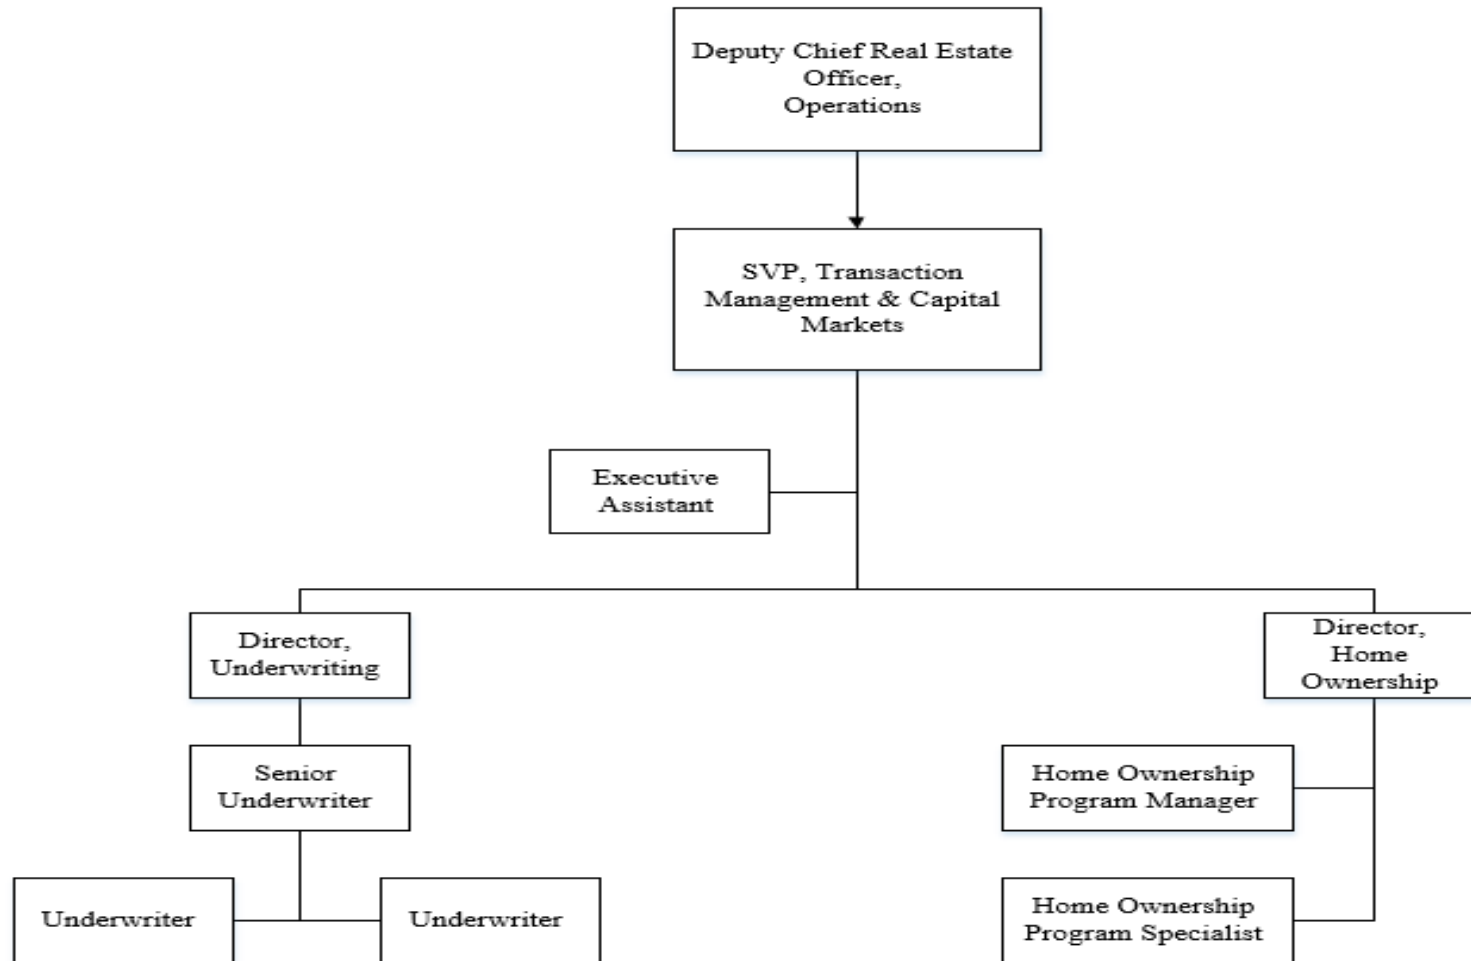 Deputy Chief Real Estate
Officer,
Operations
SVP, Transaction
Management & Capital
Markets
Executive
Assistant
Director,
Underwriting
Director,
Home
Ownership
Senior
Underwriter
Home Ownership
Program Manager
Underwriter
Underwriter
Home Ownership
Program Specialist